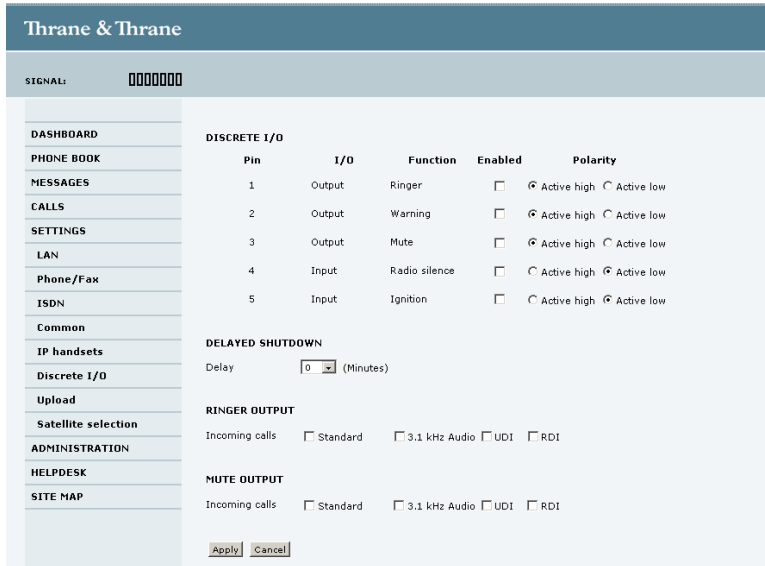 Thrane & Thrane
SIGNAL:
DASHBOARD
PHONE BOOK
MESSAGES
CALLS
SETTINGS
LAN
Phone/Fax
ISDN
Common
IP handsets
Discrete I/O
Upload
Satellite selection
ADMINISTRATION
HELPDESK
SITE MAP
DISCRETE I/O
Pin I/O Function Enabled Polarity
1 Output Ringer Active high Active low
2 Output Warning Active high Active low
3 Output Mute Active high Active low
4 Input Radio silence Active high Active low
5 Input Ignition Active high Active low
DELAYED SHUTDOWN
Delay 0 (Minutes)
RINGER OUTPUT
Incoming calls Standard 3.1 kHz Audio UDI RDI
MUTE OUTPUT
Incoming calls Standard 3.1 kHz Audio UDI RDI
Apply Cancel